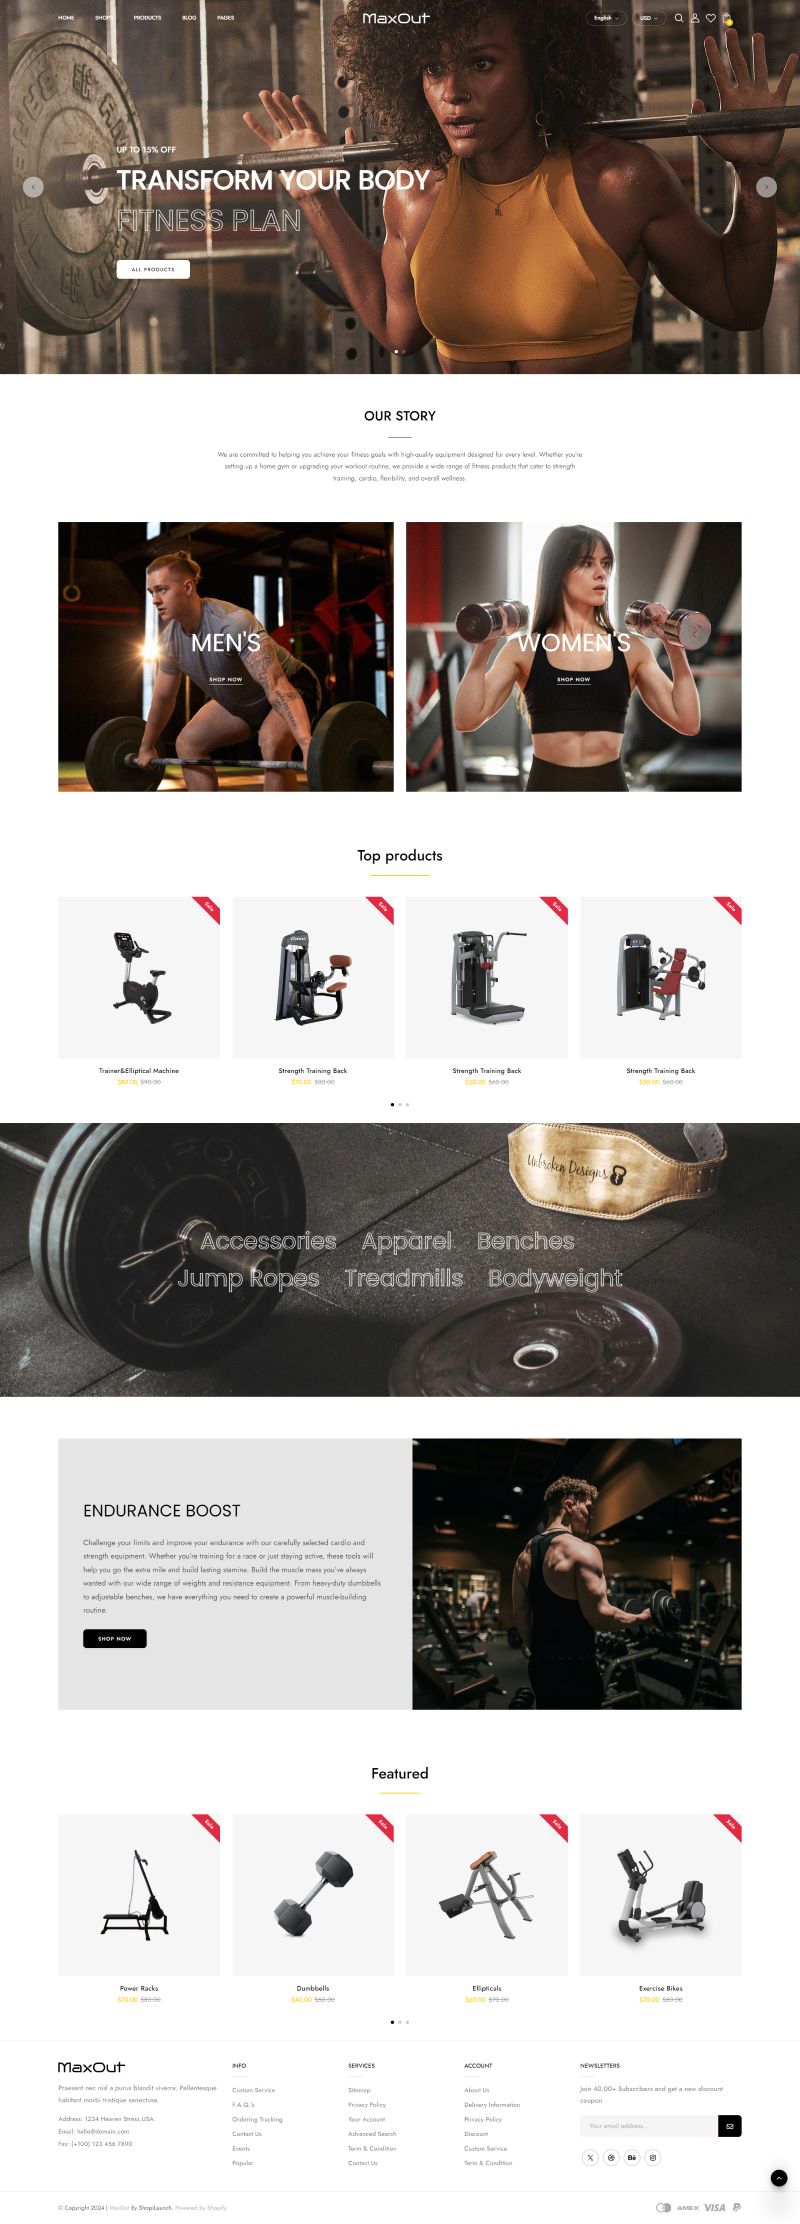 HOME SHOPS PRODUCTS BLOG PAGES
MaxOut
English USD
UP TO 15% OFF
TRANSFORM YOUR BODY
FITNESS PLAN
ALL PRODUCTS
OUR STORY
We are committed to helping you achieve your fitness goals with high-quality equipment designed for every level. Whether you're
setting up a home gym or upgrading your workout routine, we provide a wide range of fitness products that cater to strength
training, cardio, flexibility, and overall wellness.
MEN'S
SHOP NOW
WOMEN'S
SHOP NOW
Top products
Sale
Sale
Sale
Sale
Trainer&Elliptical Machine
$80.00 $90.00
Strength Training Back
$70.00 $80.00
Strength Training Back
$50.00 $60.00
Strength Training Back
$50.00 $60.00
Unbroken Designs
Accessories Apparel Benches
Jump Ropes Treadmills Bodyweight
ENDURANCE BOOST
Challenge your limits and improve your endurance with our carefully selected cardio and
strength equipment. Whether you're training for a race or just staying active, these tools will
help you go the extra mile and build lasting stamina. Build the muscle mass you've always
wanted with our wide range of weights and resistance equipment. From heavy-duty dumbbells
to adjustable benches, we have everything you need to create a powerful muscle-building
routine.
SHOP NOW
Featured
Sale
Sale
Sale
Sale
Power Racks
$70.00 $80.00
Dumbbells
$40.00 $50.00
Ellipticals
$60.00 $70.00
Exercise Bikes
$70.00 $80.00
MaxOut
Praesent nec nisl a purus blandit viverra. Pellentesque
habitant morbi tristique senectuse.
Address: 1234 Heaven Stress,USA.
Email: hello@domain.com
Fax: (+100) 123 456 7890
INFO
Custom Service
F.A.Q.'s
Ordering Tracking
Contact Us
Events
Popular
SERVICES
Sitemap
Privacy Policy
Your Account
Advanced Search
Term & Condition
Contact Us
ACCOUNT
About Us
Delivery Information
Privacy Policy
Discount
Custom Service
Term & Condition
NEWSLETTERS
Join 40.00+ Subscribers and get a new discount
coupon
Your email address...
Bē
© Copyright 2024 | MaxOut By ShopiLaunch. Powered by Shopify
AMEX VISA